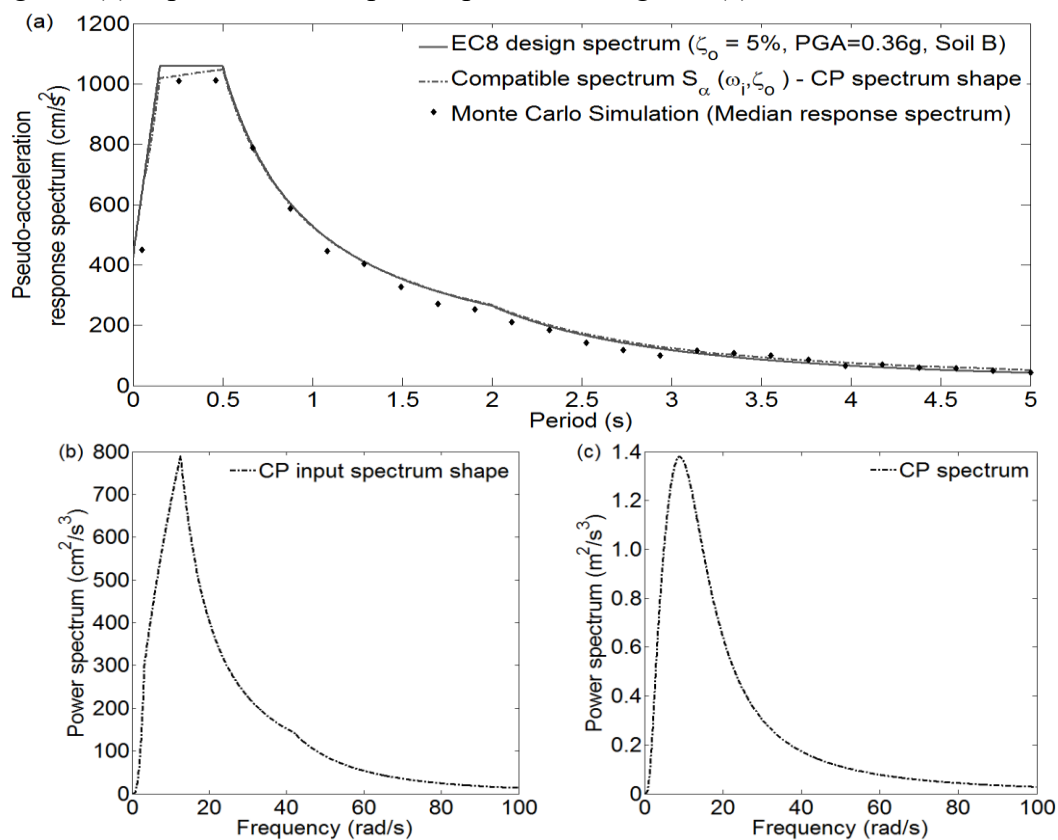 (a)
1200
1000
800
600
400
200
0
Pseudo-acceleration
response spectrum (cm/s²)
EC8 design spectrum (ζₒ = 5%, PGA=0.36g, Soil B)
Compatible spectrum Sα (ωᵢ,ζₒ) - CP spectrum shape
Monte Carlo Simulation (Median response spectrum)
0 0.5 1 1.5 2 2.5 3 3.5 4 4.5 5
Period (s)
(b)
800
700
600
500
400
300
200
100
0
Power spectrum (cm²/s³)
CP input spectrum shape
0 20 40 60 80 100
Frequency (rad/s)
(c)
1.4
1.2
1.0
0.8
0.6
0.4
0.2
0
Power spectrum (m²/s³)
CP spectrum
0 20 40 60 80 100
Frequency (rad/s)